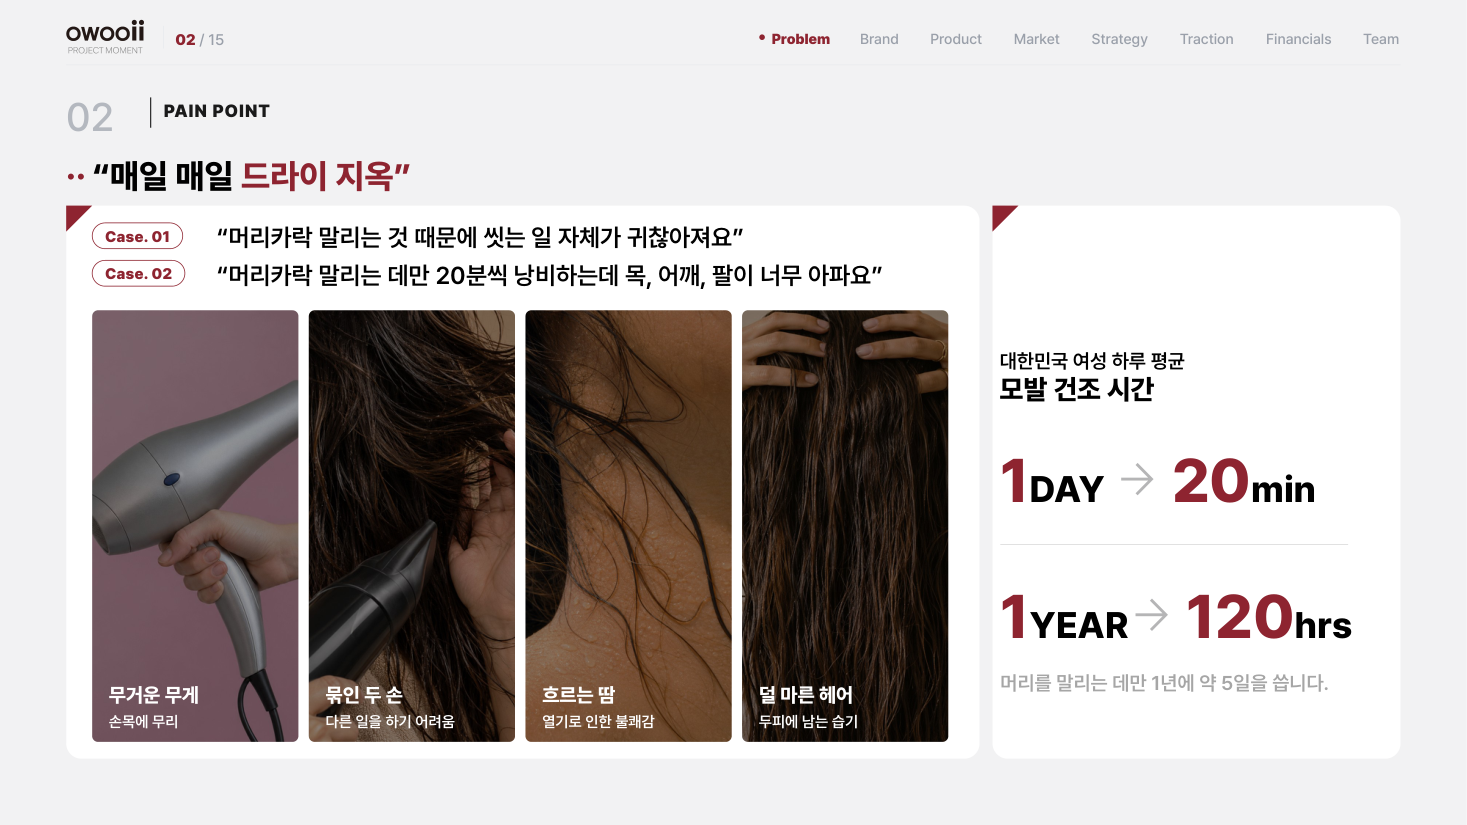 owooii
PROJECT MOMENT
02 / 15
• Problem Brand Product Market Strategy Traction Financials Team
02
PAIN POINT
“매일 매일 드라이 지옥”
Case. 01 “머리카락 말리는 것 때문에 씻는 일 자체가 귀찮아져요”
Case. 02 “머리카락 말리는 데만 20분씩 낭비하는데 목, 어깨, 팔이 너무 아파요”
무거운 무게
손목에 무리
묶인 두 손
다른 일을 하기 어려움
흐르는 땀
열기로 인한 불쾌감
덜 마른 헤어
두피에 남는 습기
대한민국 여성 하루 평균
모발 건조 시간
1DAY → 20min
1YEAR → 120hrs
머리를 말리는 데만 1년에 약 5일을 씁니다.